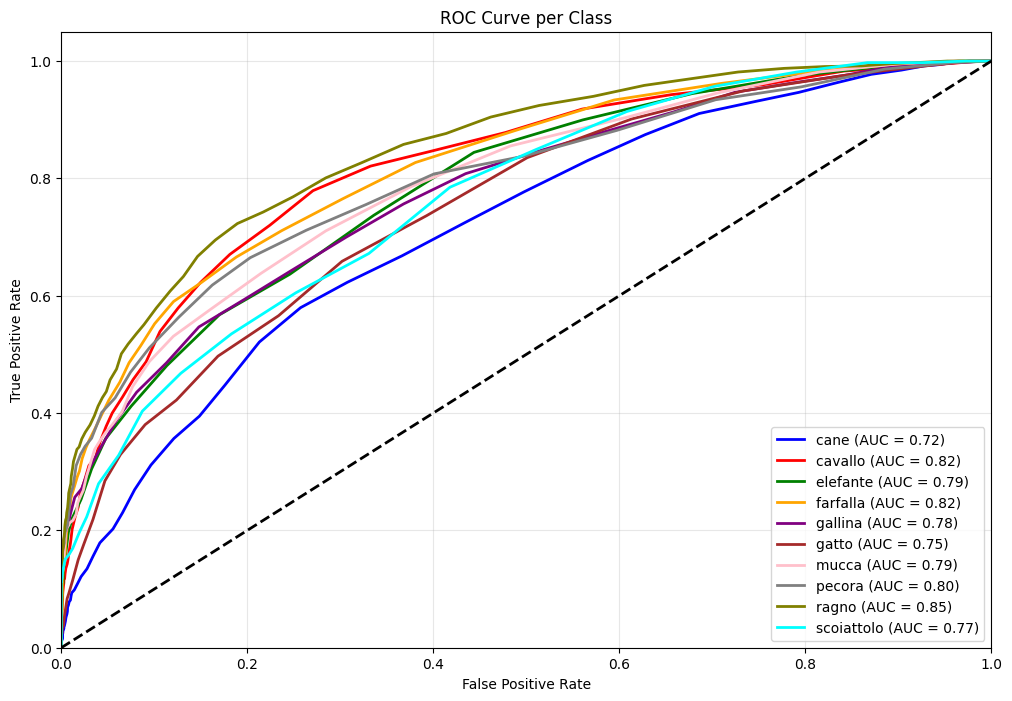 ROC Curve per Class
True Positive Rate
1.0
0.8
0.6
0.4
0.2
0.0
cane (AUC = 0.72)
cavallo (AUC = 0.82)
elefante (AUC = 0.79)
farfalla (AUC = 0.82)
gallina (AUC = 0.78)
gatto (AUC = 0.75)
mucca (AUC = 0.79)
pecora (AUC = 0.80)
ragno (AUC = 0.85)
scoiattolo (AUC = 0.77)
0.0 0.2 0.4 0.6 0.8 1.0
False Positive Rate